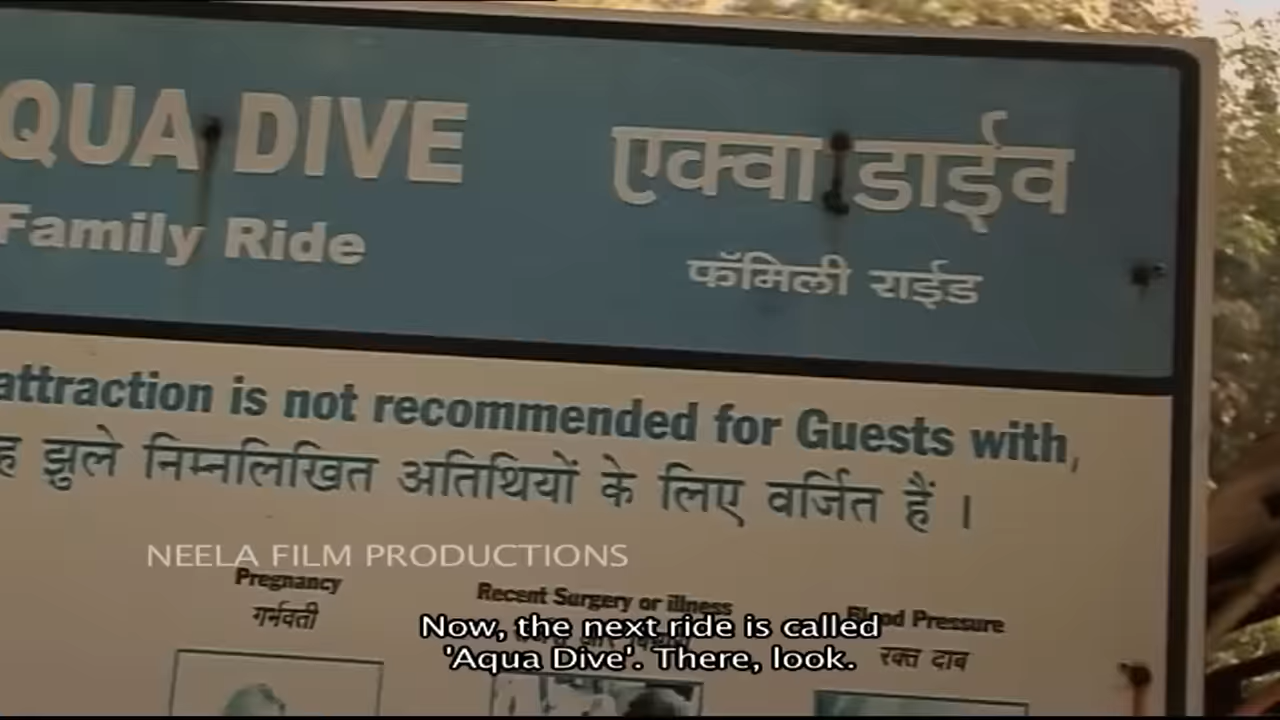 QUA DIVE
एक्वा डाईव
Family Ride
फॅमिली राईड
attraction is not recommended for Guests with,
ह झुले निम्नलिखित अतिथियों के लिए वर्जित हैं ।
NEELA FILM PRODUCTIONS
Pregnancy
Recent Surgery or illness
Blood Pressure
गर्नवती
रक्त दाब
Now, the next ride is called
'Aqua Dive'. There, look.